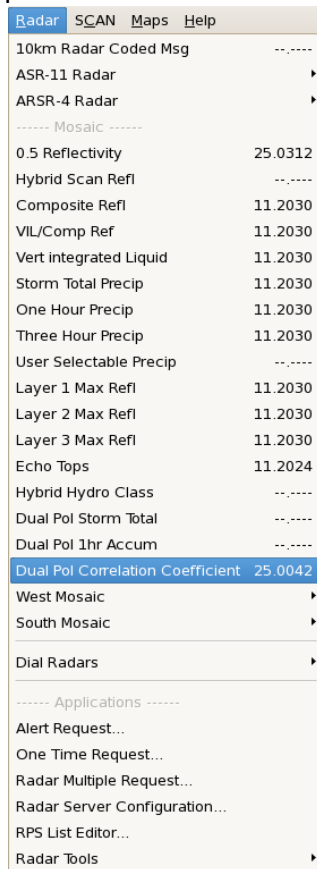 Radar SCAN Maps Help
10km Radar Coded Msg --.----
ASR-11 Radar
ARSR-4 Radar
------ Mosaic ------
0.5 Reflectivity 25.0312
Hybrid Scan Refl --.----
Composite Refl 11.2030
VIL/Comp Ref 11.2030
Vert integrated Liquid 11.2030
Storm Total Precip 11.2030
One Hour Precip 11.2030
Three Hour Precip 11.2030
User Selectable Precip --.----
Layer 1 Max Refl 11.2030
Layer 2 Max Refl 11.2030
Layer 3 Max Refl 11.2030
Echo Tops 11.2024
Hybrid Hydro Class --.----
Dual Pol Storm Total --.----
Dual Pol 1hr Accum --.----
Dual Pol Correlation Coefficient 25.0042
West Mosaic
South Mosaic
Dial Radars
------ Applications ------
Alert Request...
One Time Request...
Radar Multiple Request...
Radar Server Configuration...
RPS List Editor...
Radar Tools